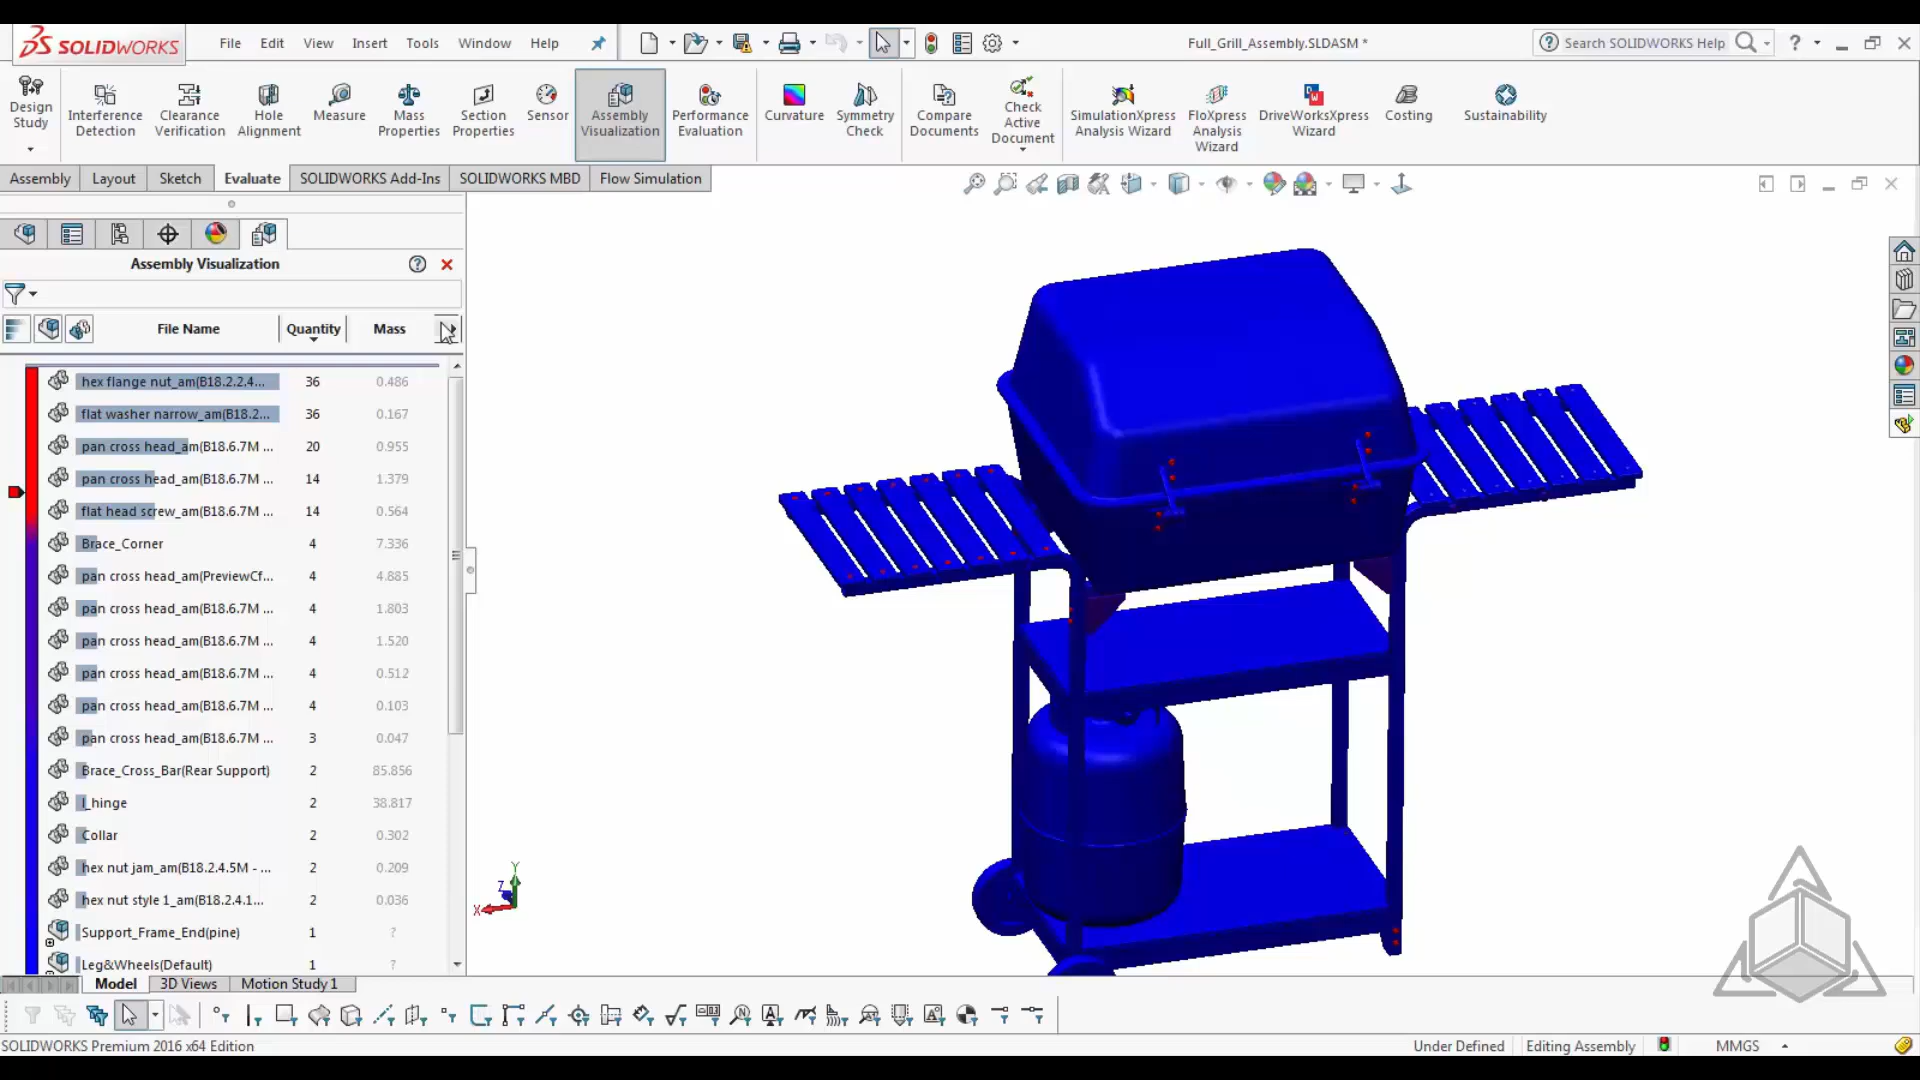 SOLIDWORKS
File Edit View Insert Tools Window Help
Full_Grill_Assembly.SLDASM *
Search SOLIDWORKS Help
?
Design Study
Interference Detection
Clearance Verification
Hole Alignment
Measure
Mass Properties
Section Properties
Sensor
Assembly Visualization
Performance Evaluation
Curvature
Symmetry Check
Compare Documents
Check Active Document
SimulationXpress Analysis Wizard
FloXpress Analysis Wizard
DriveWorksXpress Wizard
Costing
Sustainability
Assembly Layout Sketch Evaluate SOLIDWORKS Add-Ins SOLIDWORKS MBD Flow Simulation
Assembly Visualization
File Name Quantity Mass
hex flange nut_am(B18.2.2.4... 36 0.486
flat washer narrow_am(B18.2... 36 0.167
pan cross head_am(B18.6.7M ... 20 0.955
pan cross head_am(B18.6.7M ... 14 1.379
flat head screw_am(B18.6.7M ... 14 0.564
Brace_Corner 4 7.336
pan cross head_am(PreviewCf... 4 4.885
pan cross head_am(B18.6.7M ... 4 1.803
pan cross head_am(B18.6.7M ... 4 1.520
pan cross head_am(B18.6.7M ... 4 0.512
pan cross head_am(B18.6.7M ... 4 0.103
pan cross head_am(B18.6.7M ... 3 0.047
Brace_Cross_Bar(Rear Support) 2 85.856
l_hinge 2 38.817
Collar 2 0.302
hex nut jam_am(B18.2.4.5M - ... 2 0.209
hex nut style 1_am(B18.2.4.1... 2 0.036
Support_Frame_End(pine) 1 ?
Leg&Wheels(Default) 1 ?
Y
Z
X
Model 3D Views Motion Study 1
SOLIDWORKS Premium 2016 x64 Edition
Under Defined Editing Assembly MMGS